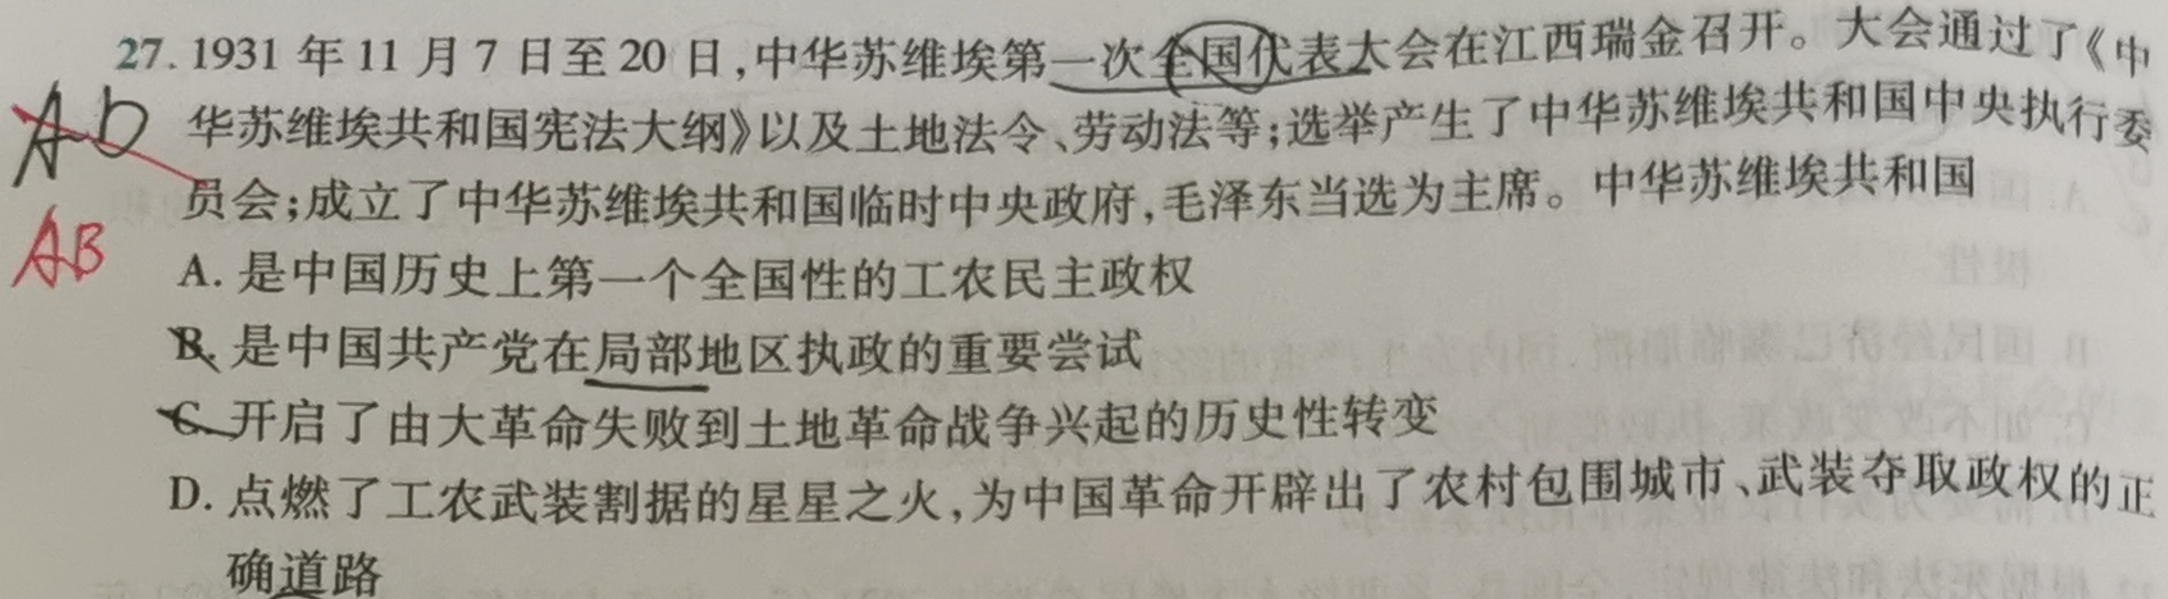 27. 1931 年 11 月 7 日至 20 日,中华苏维埃第一次全国代表大会在江西瑞金召开。大会通过了《中
AD 华苏维埃共和国宪法大纲》以及土地法令、劳动法等;选举产生了中华苏维埃共和国中央执行委
员会;成立了中华苏维埃共和国临时中央政府,毛泽东当选为主席。中华苏维埃共和国
AB
A. 是中国历史上第一个全国性的工农民主政权
B. 是中国共产党在局部地区执政的重要尝试
C. 开启了由大革命失败到土地革命战争兴起的历史性转变
D. 点燃了工农武装割据的星星之火,为中国革命开辟出了农村包围城市、武装夺取政权的正
确道路